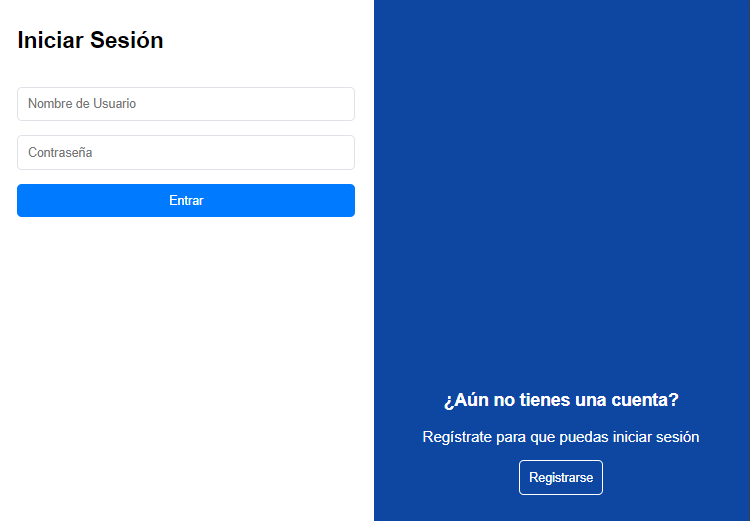 Iniciar Sesión
Nombre de Usuario
Contraseña
Entrar
¿Aún no tienes una cuenta?
Regístrate para que puedas iniciar sesión
Registrarse